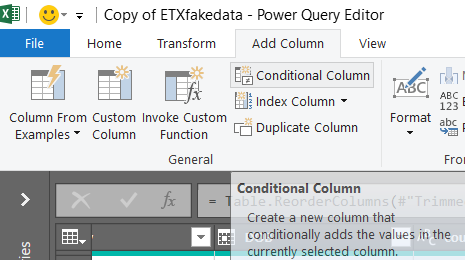 Copy of ETXfakedata - Power Query Editor
File Home Transform Add Column View
Column From Examples
Custom Column
Invoke Custom Function
Conditional Column
Index Column
Duplicate Column
General
ABC
Format
ABC
123
abc
fx
= Table.ReorderColumns(#"Trimme
Conditional Column
Create a new column that
conditionally adds the values in the
currently selected column.